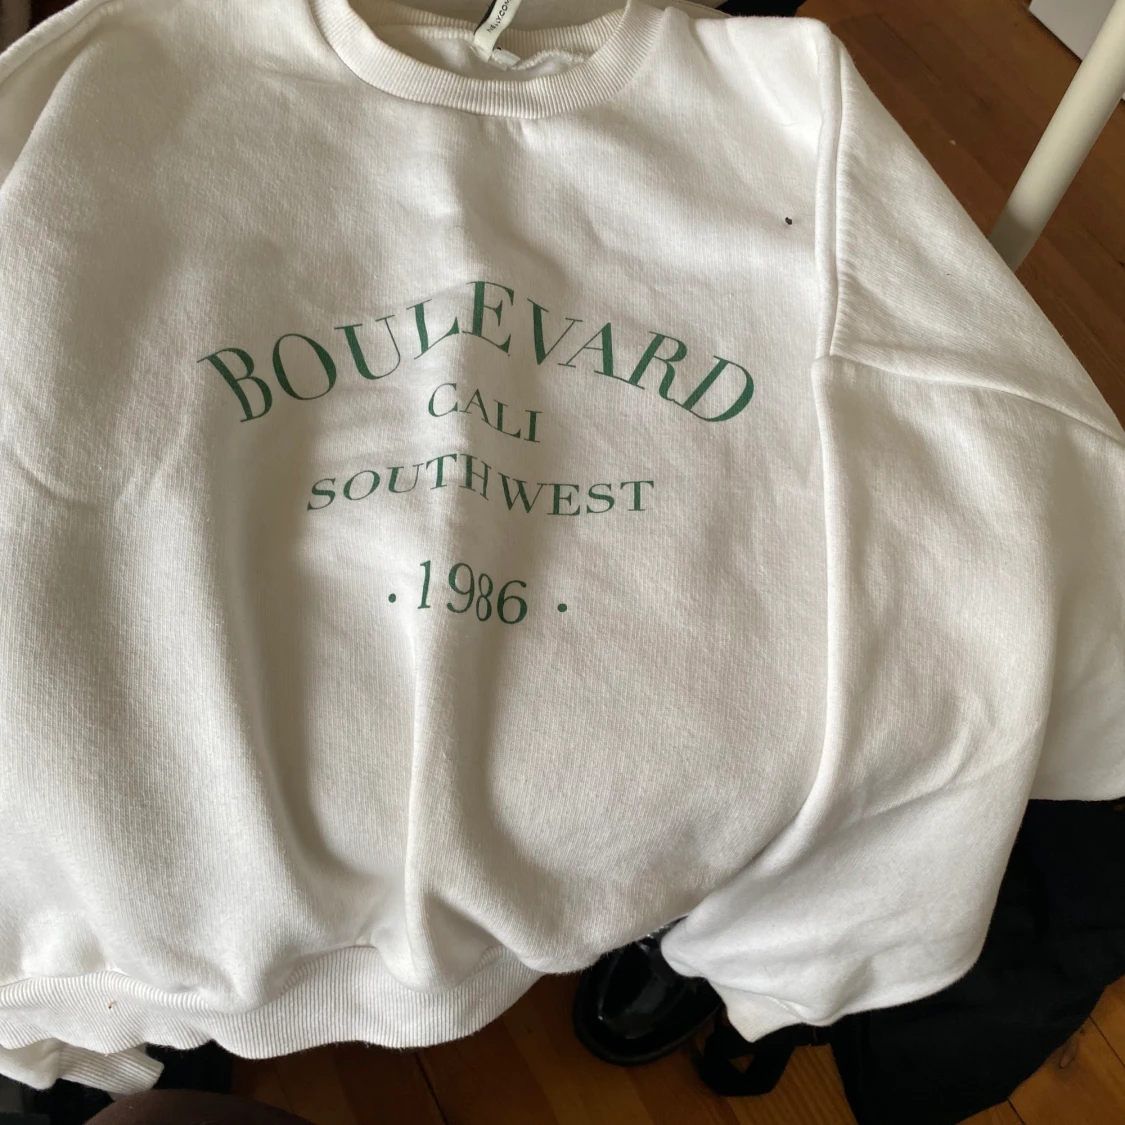 BOULEVARD
CALI
SOUTHWEST
· 1986 ·